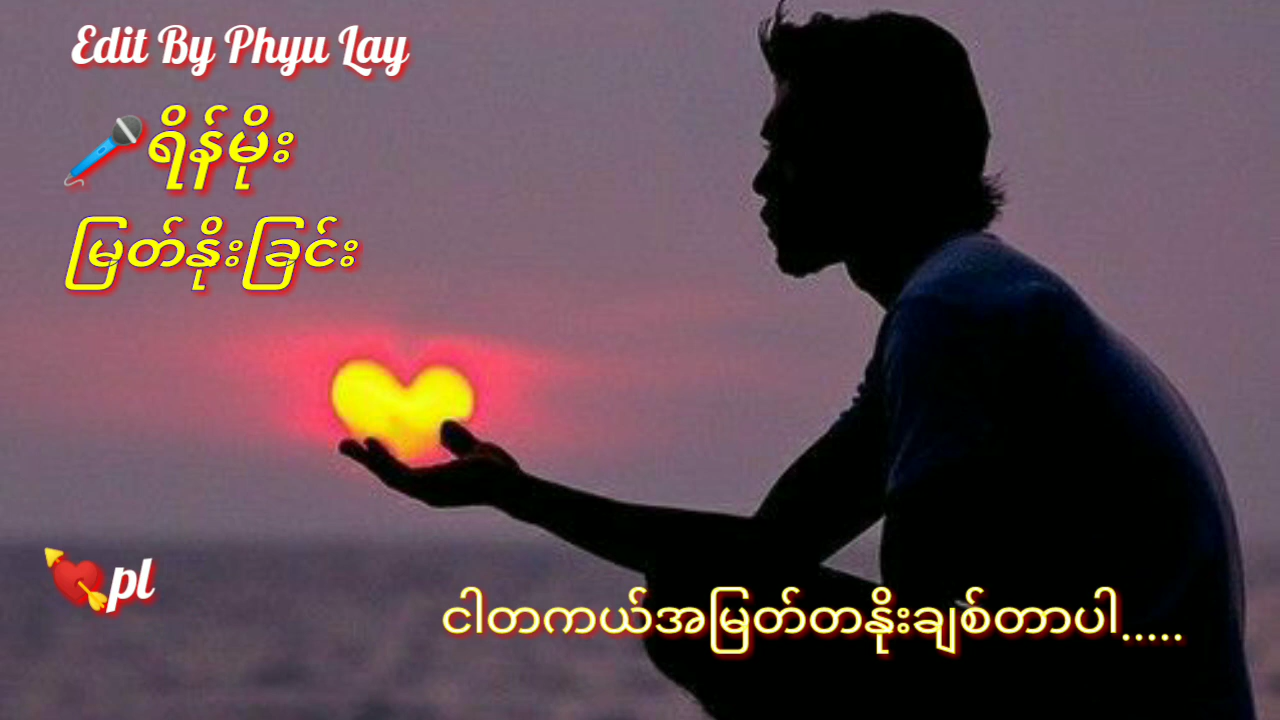 Edit By Phyu Lay
🎤ရိန်မိုး
မြတ်နိုးခြင်း
💘pl
ငါတကယ်အမြတ်တနိုးချစ်တာပါ.....